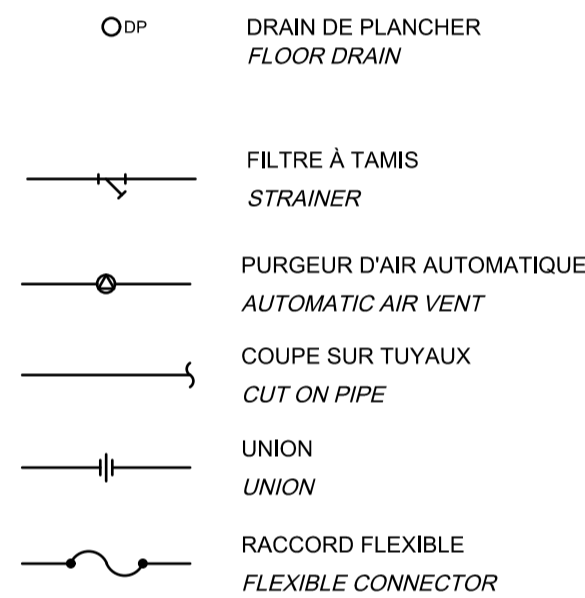 DP DRAIN DE PLANCHER
FLOOR DRAIN
FILTRE À TAMIS
STRAINER
PURGEUR D'AIR AUTOMATIQUE
AUTOMATIC AIR VENT
COUPE SUR TUYAUX
CUT ON PIPE
UNION
UNION
RACCORD FLEXIBLE
FLEXIBLE CONNECTOR